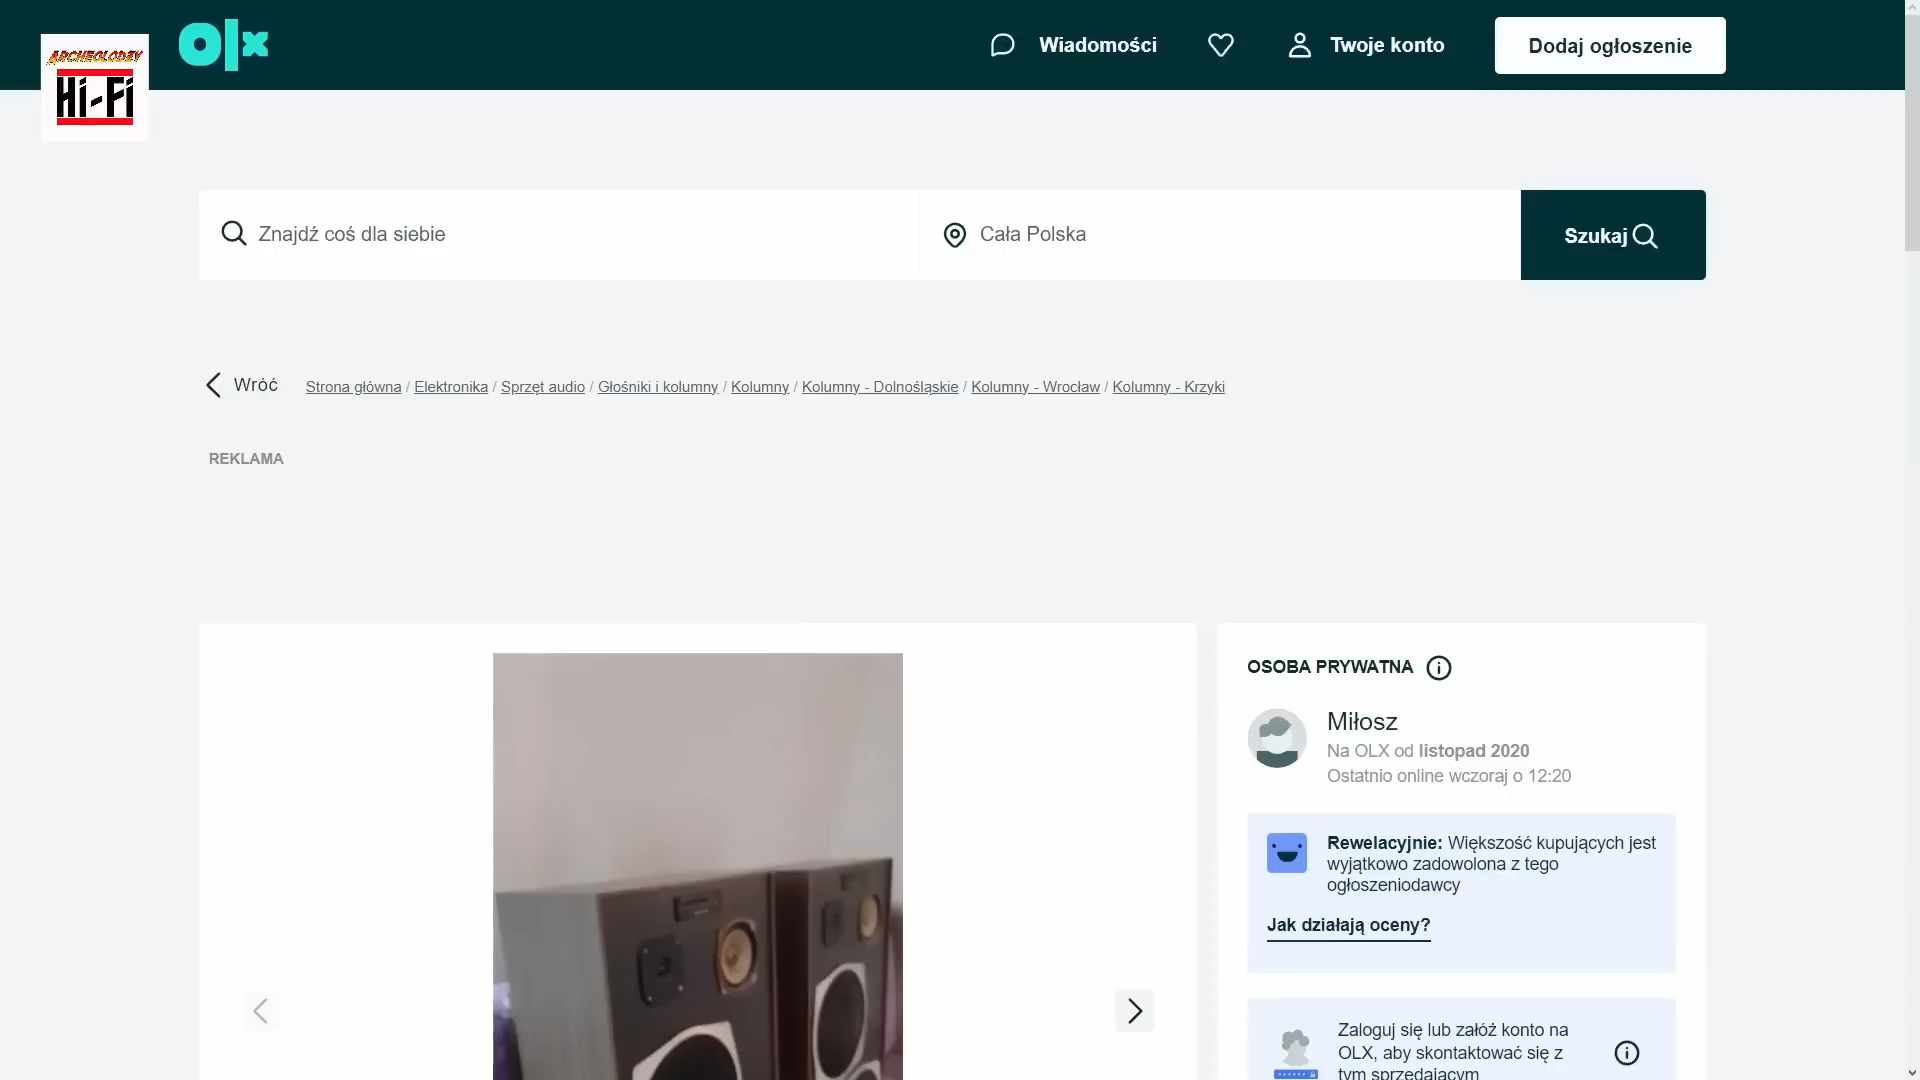 ARCHEOLODZY
Hi-Fi
olx
Wiadomości
Twoje konto
Dodaj ogłoszenie
Znajdź coś dla siebie
Cała Polska
Szukaj
Wróć
Strona główna / Elektronika / Sprzęt audio / Głośniki i kolumny / Kolumny / Kolumny - Dolnośląskie / Kolumny - Wrocław / Kolumny - Krzyki
REKLAMA
OSOBA PRYWATNA
Miłosz
Na OLX od listopad 2020
Ostatnio online wczoraj o 12:20
Rewelacyjnie: Większość kupujących jest
wyjątkowo zadowolona z tego
ogłoszeniodawcy
Jak działają oceny?
Zaloguj się lub załóż konto na
OLX, aby skontaktować się z
tym sprzedającym